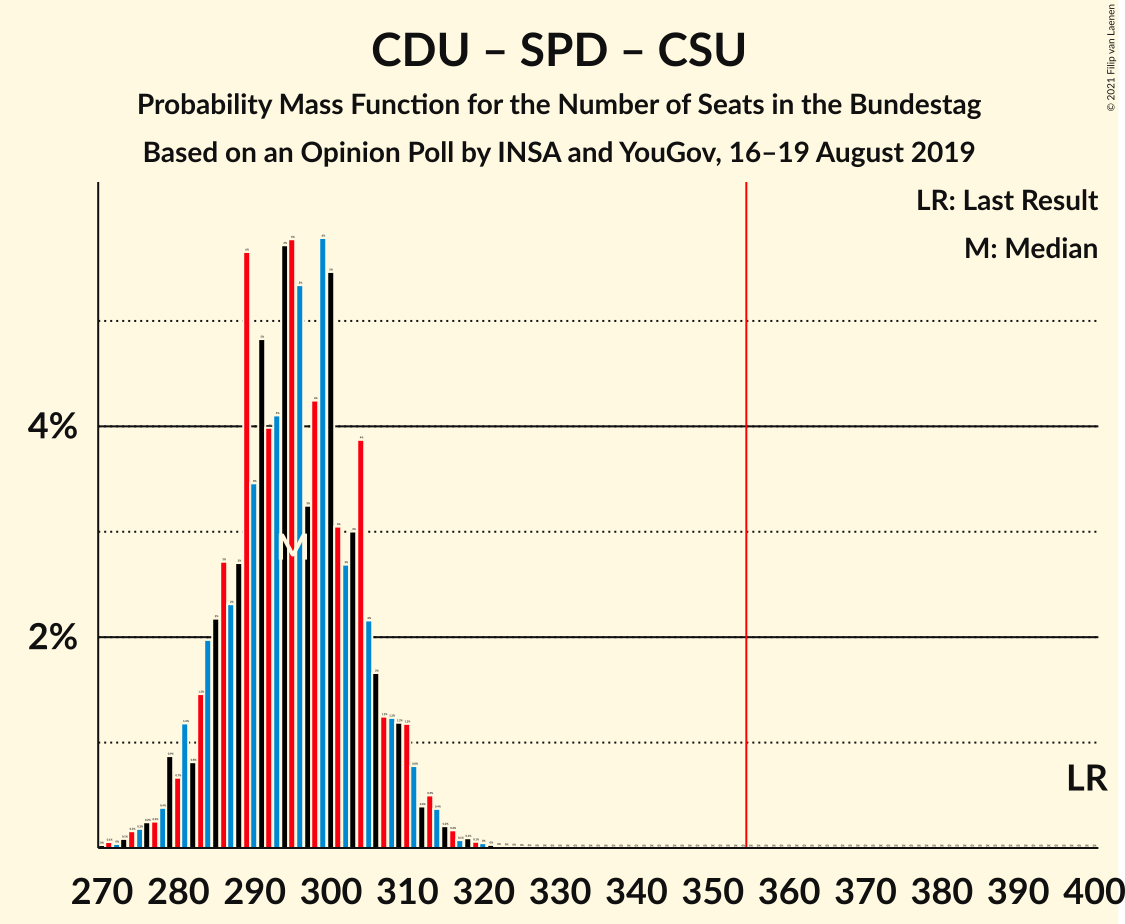 CDU – SPD – CSU
Probability Mass Function for the Number of Seats in the Bundestag
Based on an Opinion Poll by INSA and YouGov, 16–19 August 2019
© 2021 Filip van Laenen
LR: Last Result
M: Median
4%
2%
M
LR
270 280 290 300 310 320 330 340 350 360 370 380 390 400